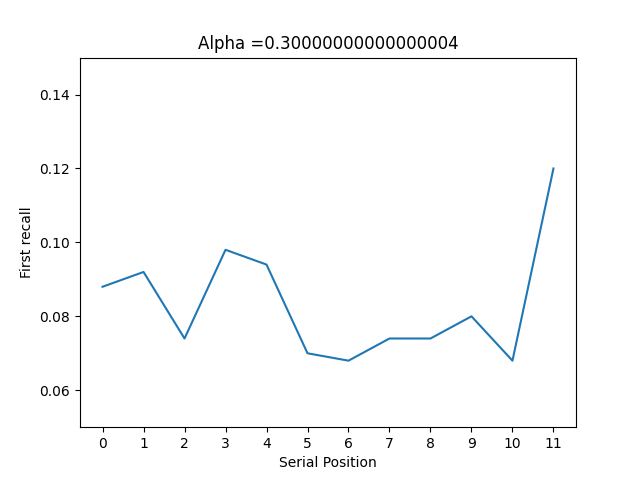 Alpha =0.30000000000000004
0.14
0.12
0.10
0.08
0.06
First recall
0 1 2 3 4 5 6 7 8 9 10 11
Serial Position